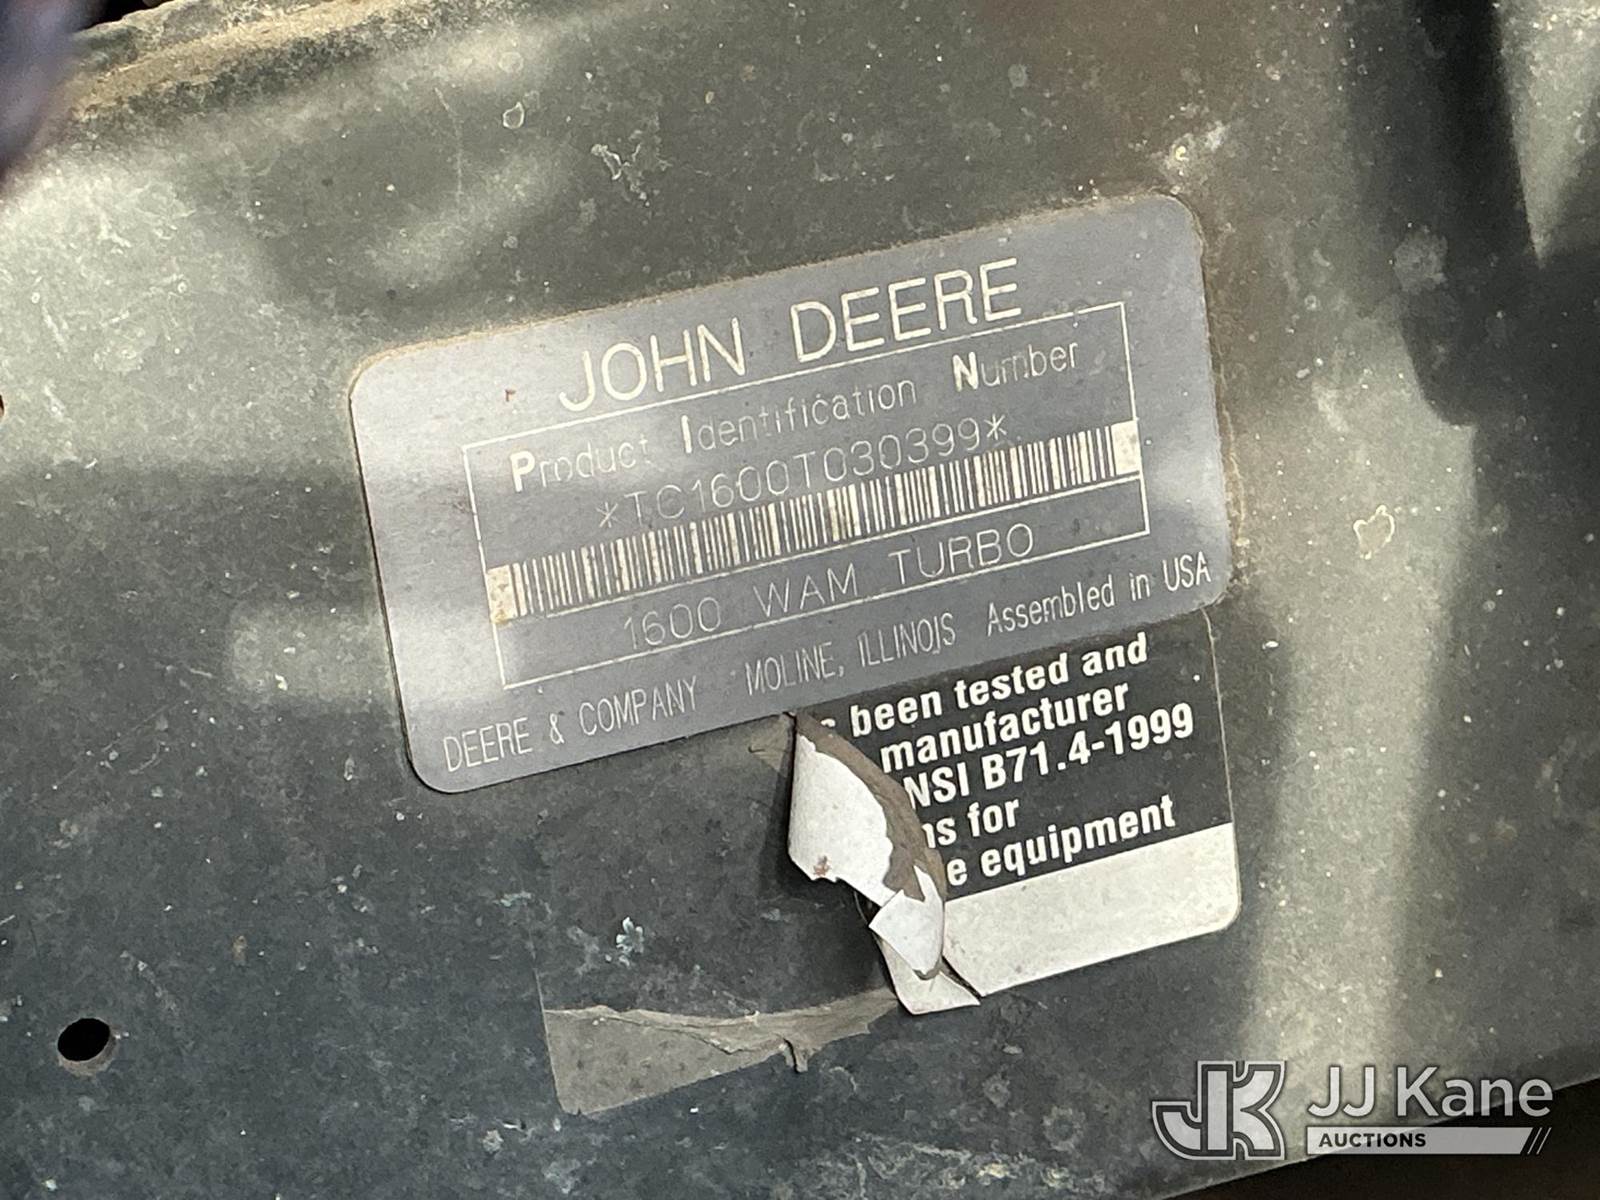 JOHN DEERE
Product Identification Number
*TC1600T030399*
1600 WAM TURBO
DEERE & COMPANY MOLINE, ILLINOIS Assembled in USA
been tested and
manufacturer
NSI B71.4-1999
for
equipment
JK JJ Kane
AUCTIONS